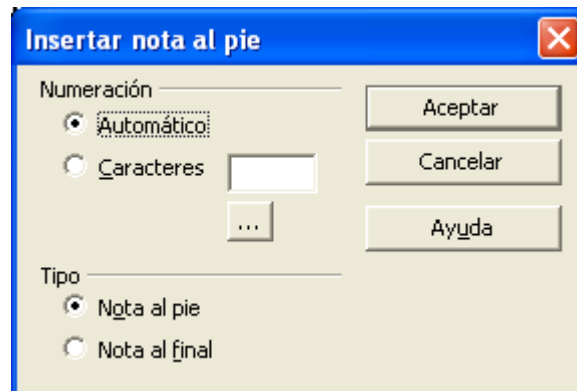 Insertar nota al pie
Numeración
Automático
Caracteres
...
Tipo
Nota al pie
Nota al final
Aceptar
Cancelar
Ayuda